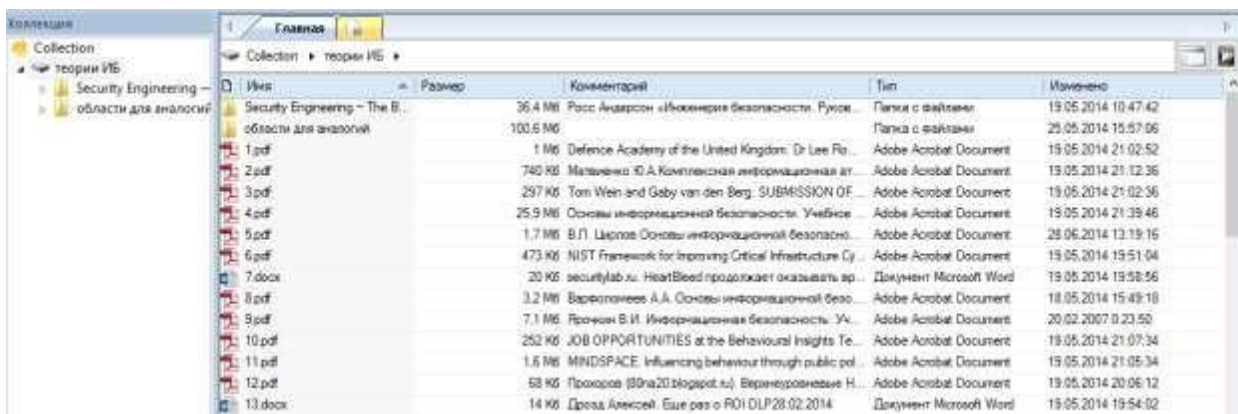 Коллекция
Collection
теории ИБ
Security Engineering —
области для аналогий
Главная
Collection теории ИБ
Имя Размер Комментарий Тип Изменено
Security Engineering – The B... 36,4 Мб Росс Андерсон «Инженерия безопасности. Руков... Папка с файлами 19.05.2014 10:47:42
области для аналогий 100,6 Мб Папка с файлами 25.05.2014 15:57:06
1.pdf 1 Мб Defence Academy of the United Kingdom: Dr Lee Ro... Adobe Acrobat Document 19.05.2014 21:02:52
2.pdf 740 Кб Матвиенко Ю.А Комплексная информационная ат... Adobe Acrobat Document 19.05.2014 21:12:36
3.pdf 297 Кб Tom Wein and Gaby van den Berg. SUBMISSION OF ... Adobe Acrobat Document 19.05.2014 21:02:36
4.pdf 25,9 Мб Основы информационной безопасности. Учебное ... Adobe Acrobat Document 19.05.2014 21:39:46
5.pdf 1,7 Мб В.Л. Цирлов Основы информационной безопасно... Adobe Acrobat Document 28.06.2014 13:19:16
6.pdf 473 Кб NIST Framework for Improving Critical Infrastructure Cy... Adobe Acrobat Document 19.05.2014 19:51:04
7.docx 20 Кб securitylab.ru. HeartBleed продолжает оказывать вр... Документ Microsoft Word 19.05.2014 19:58:56
8.pdf 3,2 Мб Варфоломеев А.А. Основы информационной безо... Adobe Acrobat Document 18.05.2014 15:49:18
9.pdf 7,1 Мб Ярочкин В.И. Информационная безопасность: Уч... Adobe Acrobat Document 20.02.2007 0:23:50
10.pdf 252 Кб JOB OPPORTUNITIES at the Behavioural Insights Te... Adobe Acrobat Document 19.05.2014 21:07:34
11.pdf 1,6 Мб MINDSPACE. Influencing behaviour through public pol... Adobe Acrobat Document 19.05.2014 21:05:34
12.pdf 68 Кб Прохоров (80na20.blogspot.ru). Верхнеуровневые Н... Adobe Acrobat Document 19.05.2014 20:06:12
13.docx 14 Кб Дрозд Алексей. Еще раз о ROI DLP28.02.2014 Документ Microsoft Word 19.05.2014 19:54:02